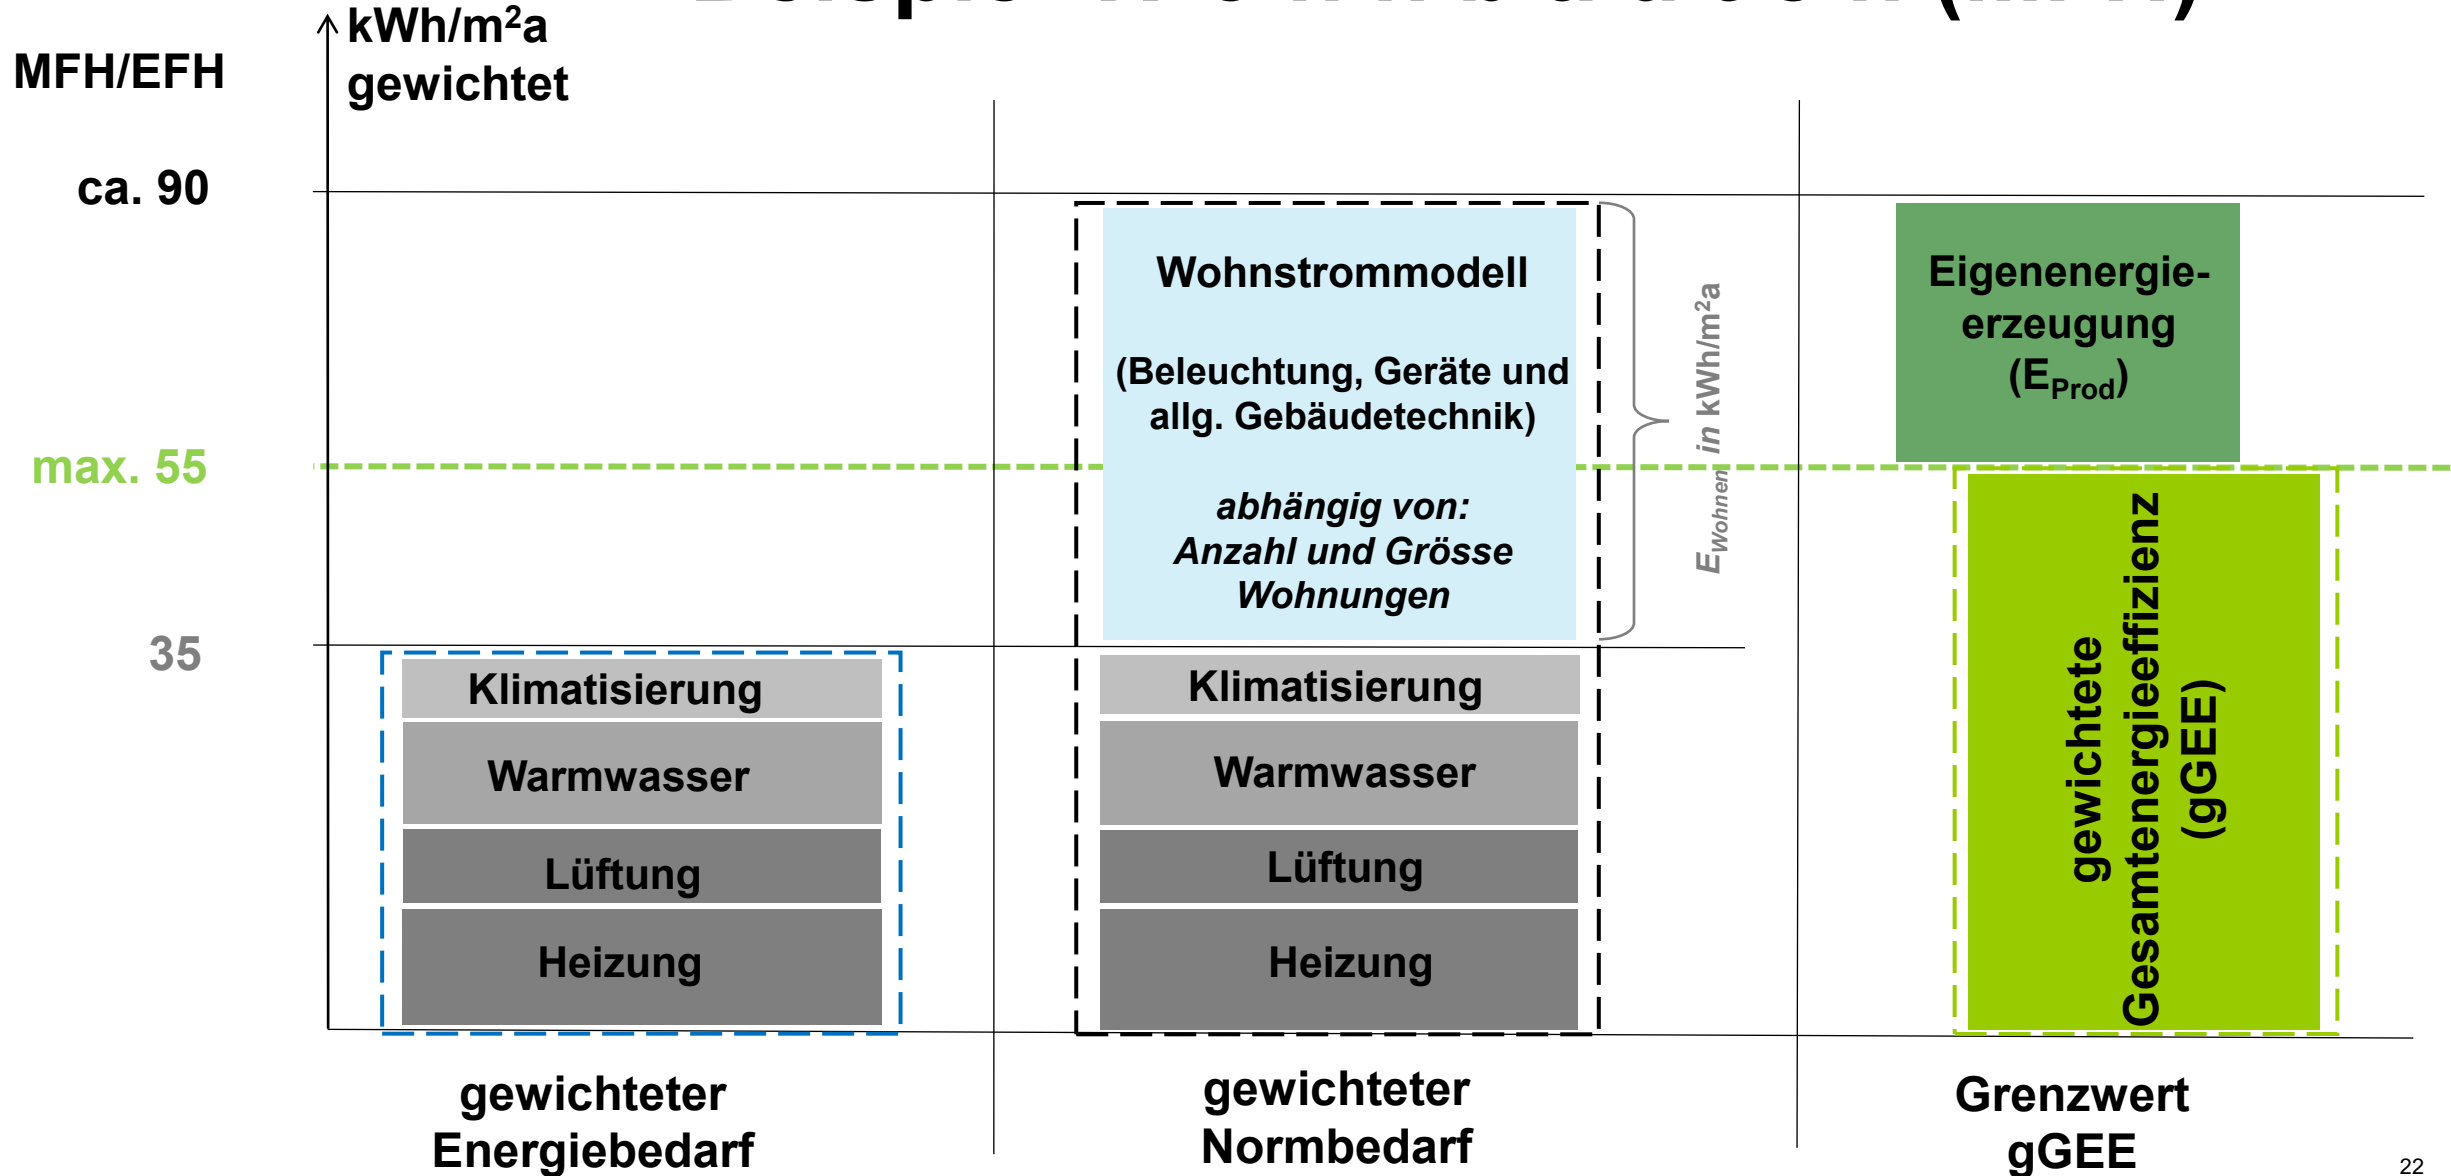 kWh/m²a
gewichtet
MFH/EFH
ca. 90
max. 55
35
Klimatisierung
Warmwasser
Lüftung
Heizung
gewichteter
Energiebedarf
Wohnstrommodell
(Beleuchtung, Geräte und
allg. Gebäudetechnik)
abhängig von:
Anzahl und Grösse
Wohnungen
E_Wohnen in kWh/m²a
Klimatisierung
Warmwasser
Lüftung
Heizung
gewichteter
Normbedarf
Eigenenergie-
erzeugung
(E_Prod)
gewichtete
Gesamtenergieeffizienz
(gGEE)
Grenzwert
gGEE
22